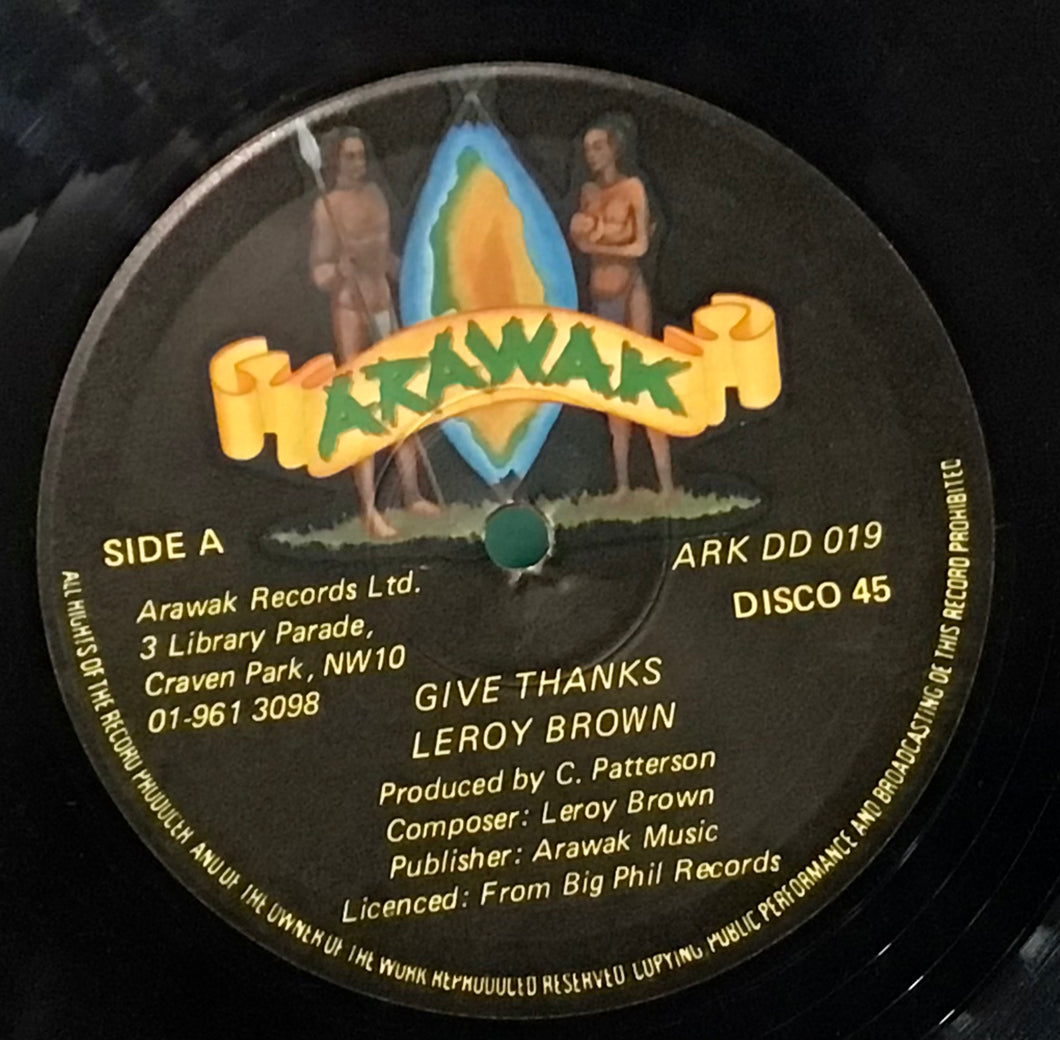 ARAWAK
SIDE A
Arawak Records Ltd.
3 Library Parade,
Craven Park, NW10
01-961 3098
ARK DD 019
DISCO 45
GIVE THANKS
LEROY BROWN
Produced by C. Patterson
Composer: Leroy Brown
Publisher: Arawak Music
Licenced: From Big Phil Records
ALL RIGHTS OF THE RECORD PRODUCER AND OF THE OWNER OF THE WORK REPRODUCED RESERVED COPYING PUBLIC PERFORMANCE AND BROADCASTING OE THIS RECORD PROHIBITED